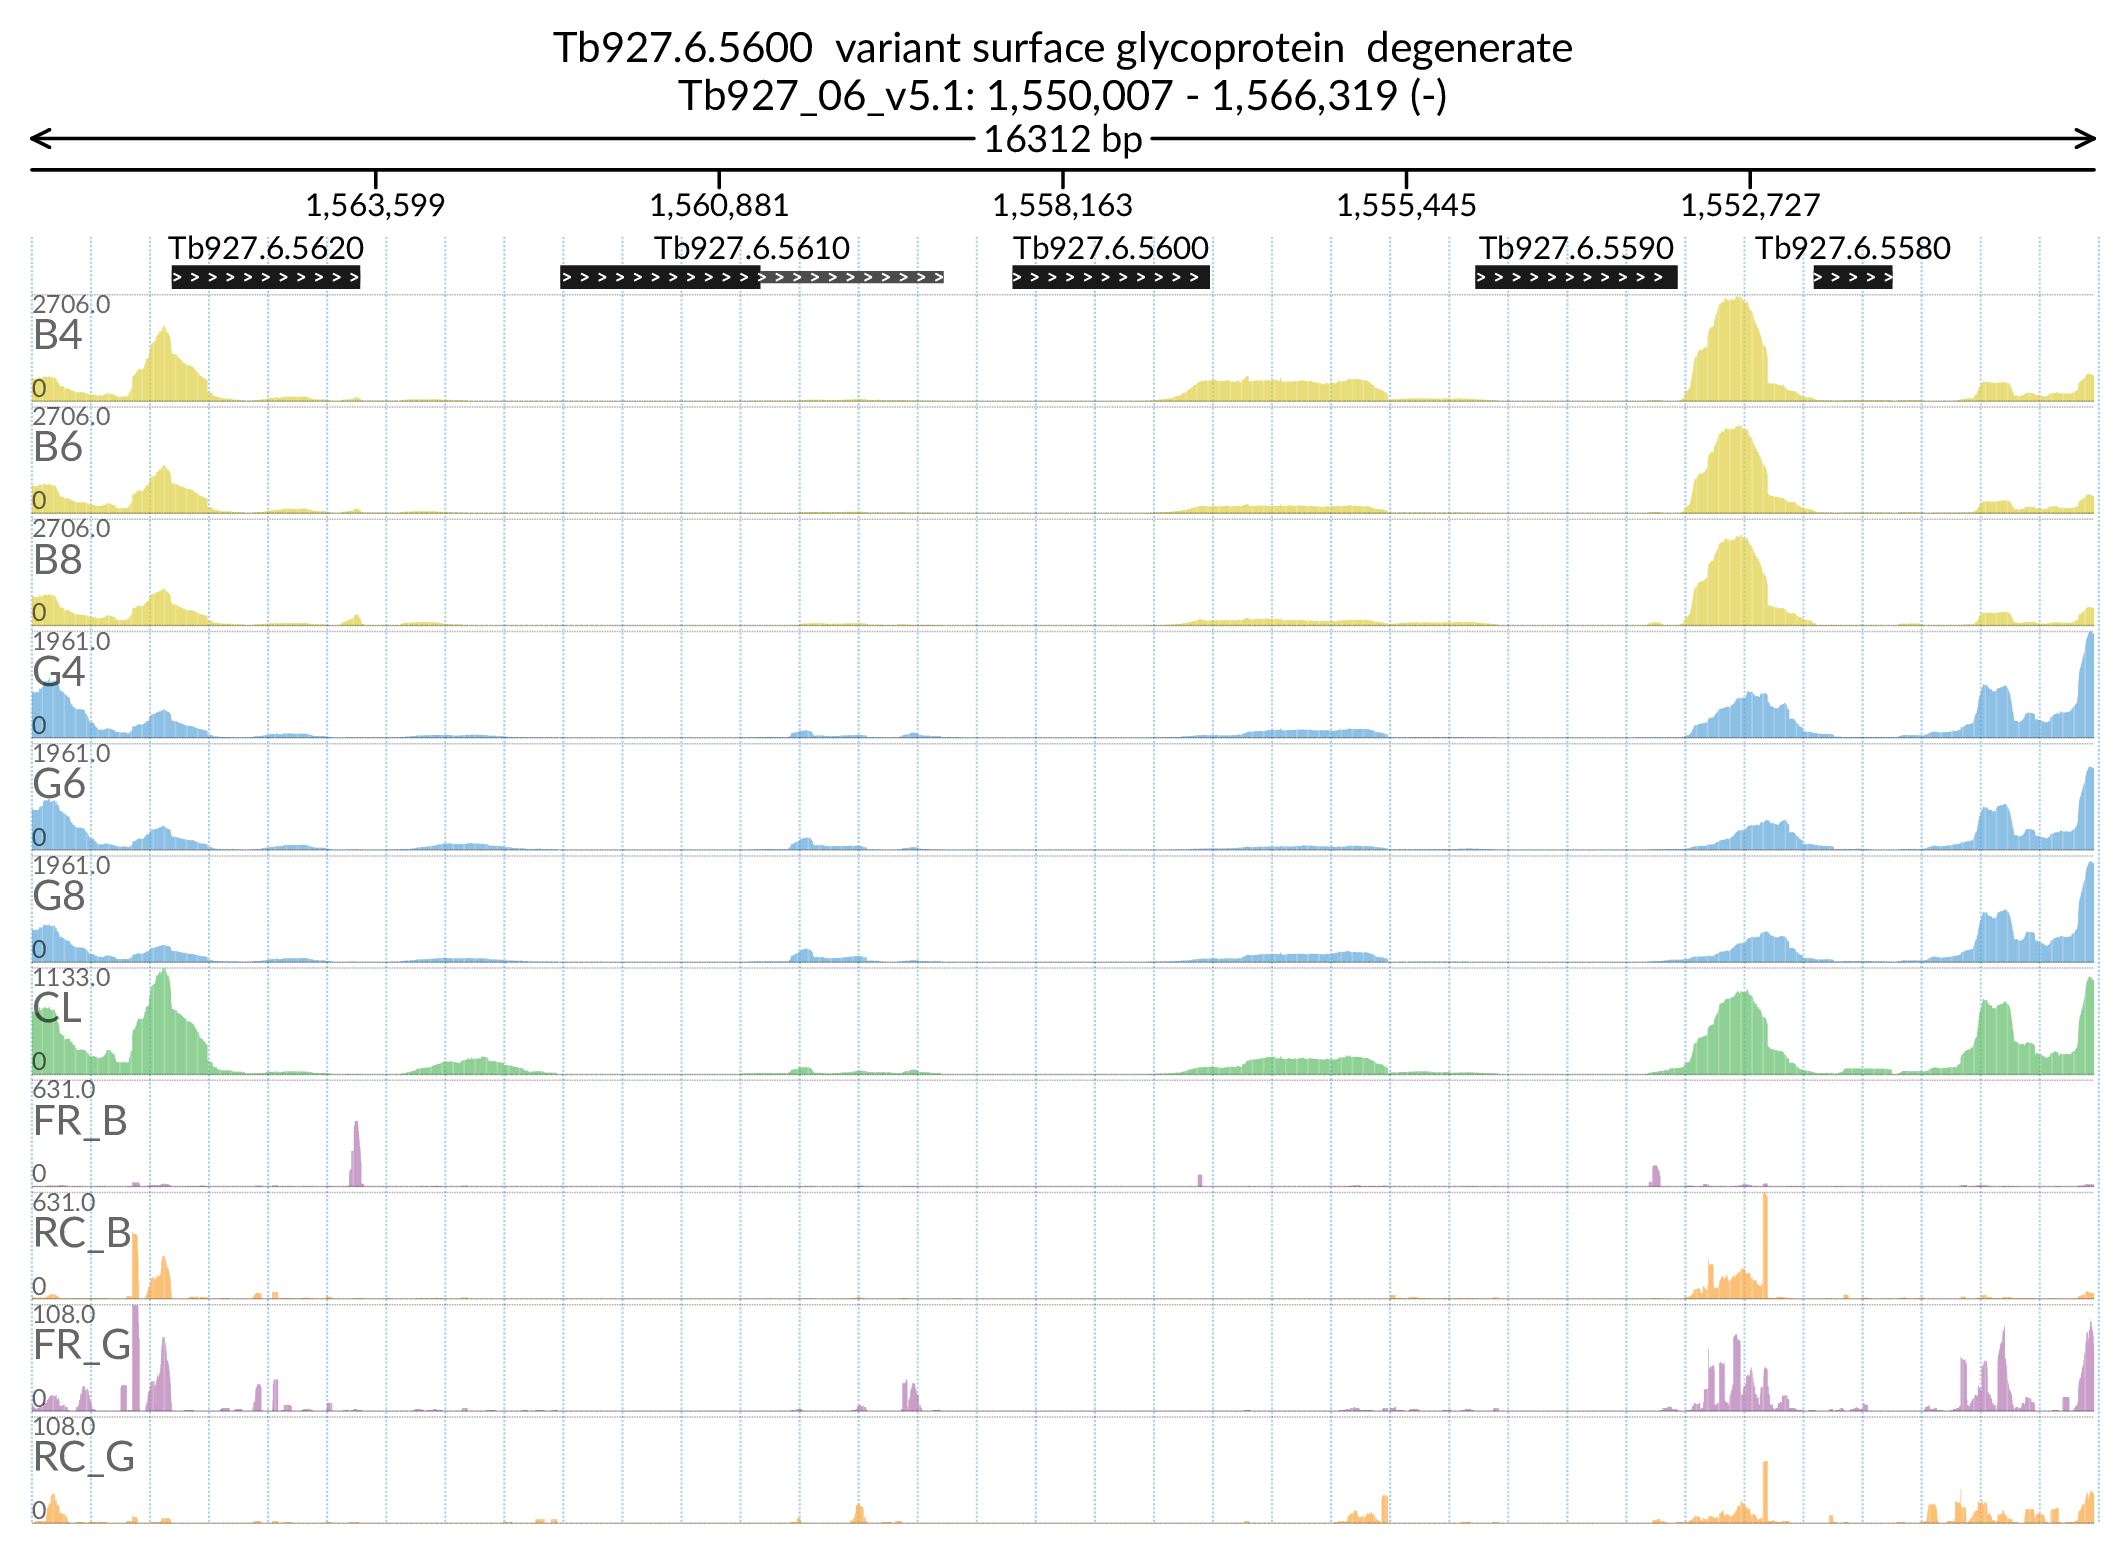 Tb927.6.5600  variant surface glycoprotein  degenerate
Tb927_06_v5.1: 1,550,007 - 1,566,319 (-)
16312 bp
1,563,599 1,560,881 1,558,163 1,555,445 1,552,727
Tb927.6.5620 Tb927.6.5610 Tb927.6.5600 Tb927.6.5590 Tb927.6.5580
2706.0
B4
0
2706.0
B6
0
2706.0
B8
0
1961.0
G4
0
1961.0
G6
0
1961.0
G8
0
1133.0
CL
0
631.0
FR_B
0
631.0
RC_B
0
108.0
FR_G
0
108.0
RC_G
0